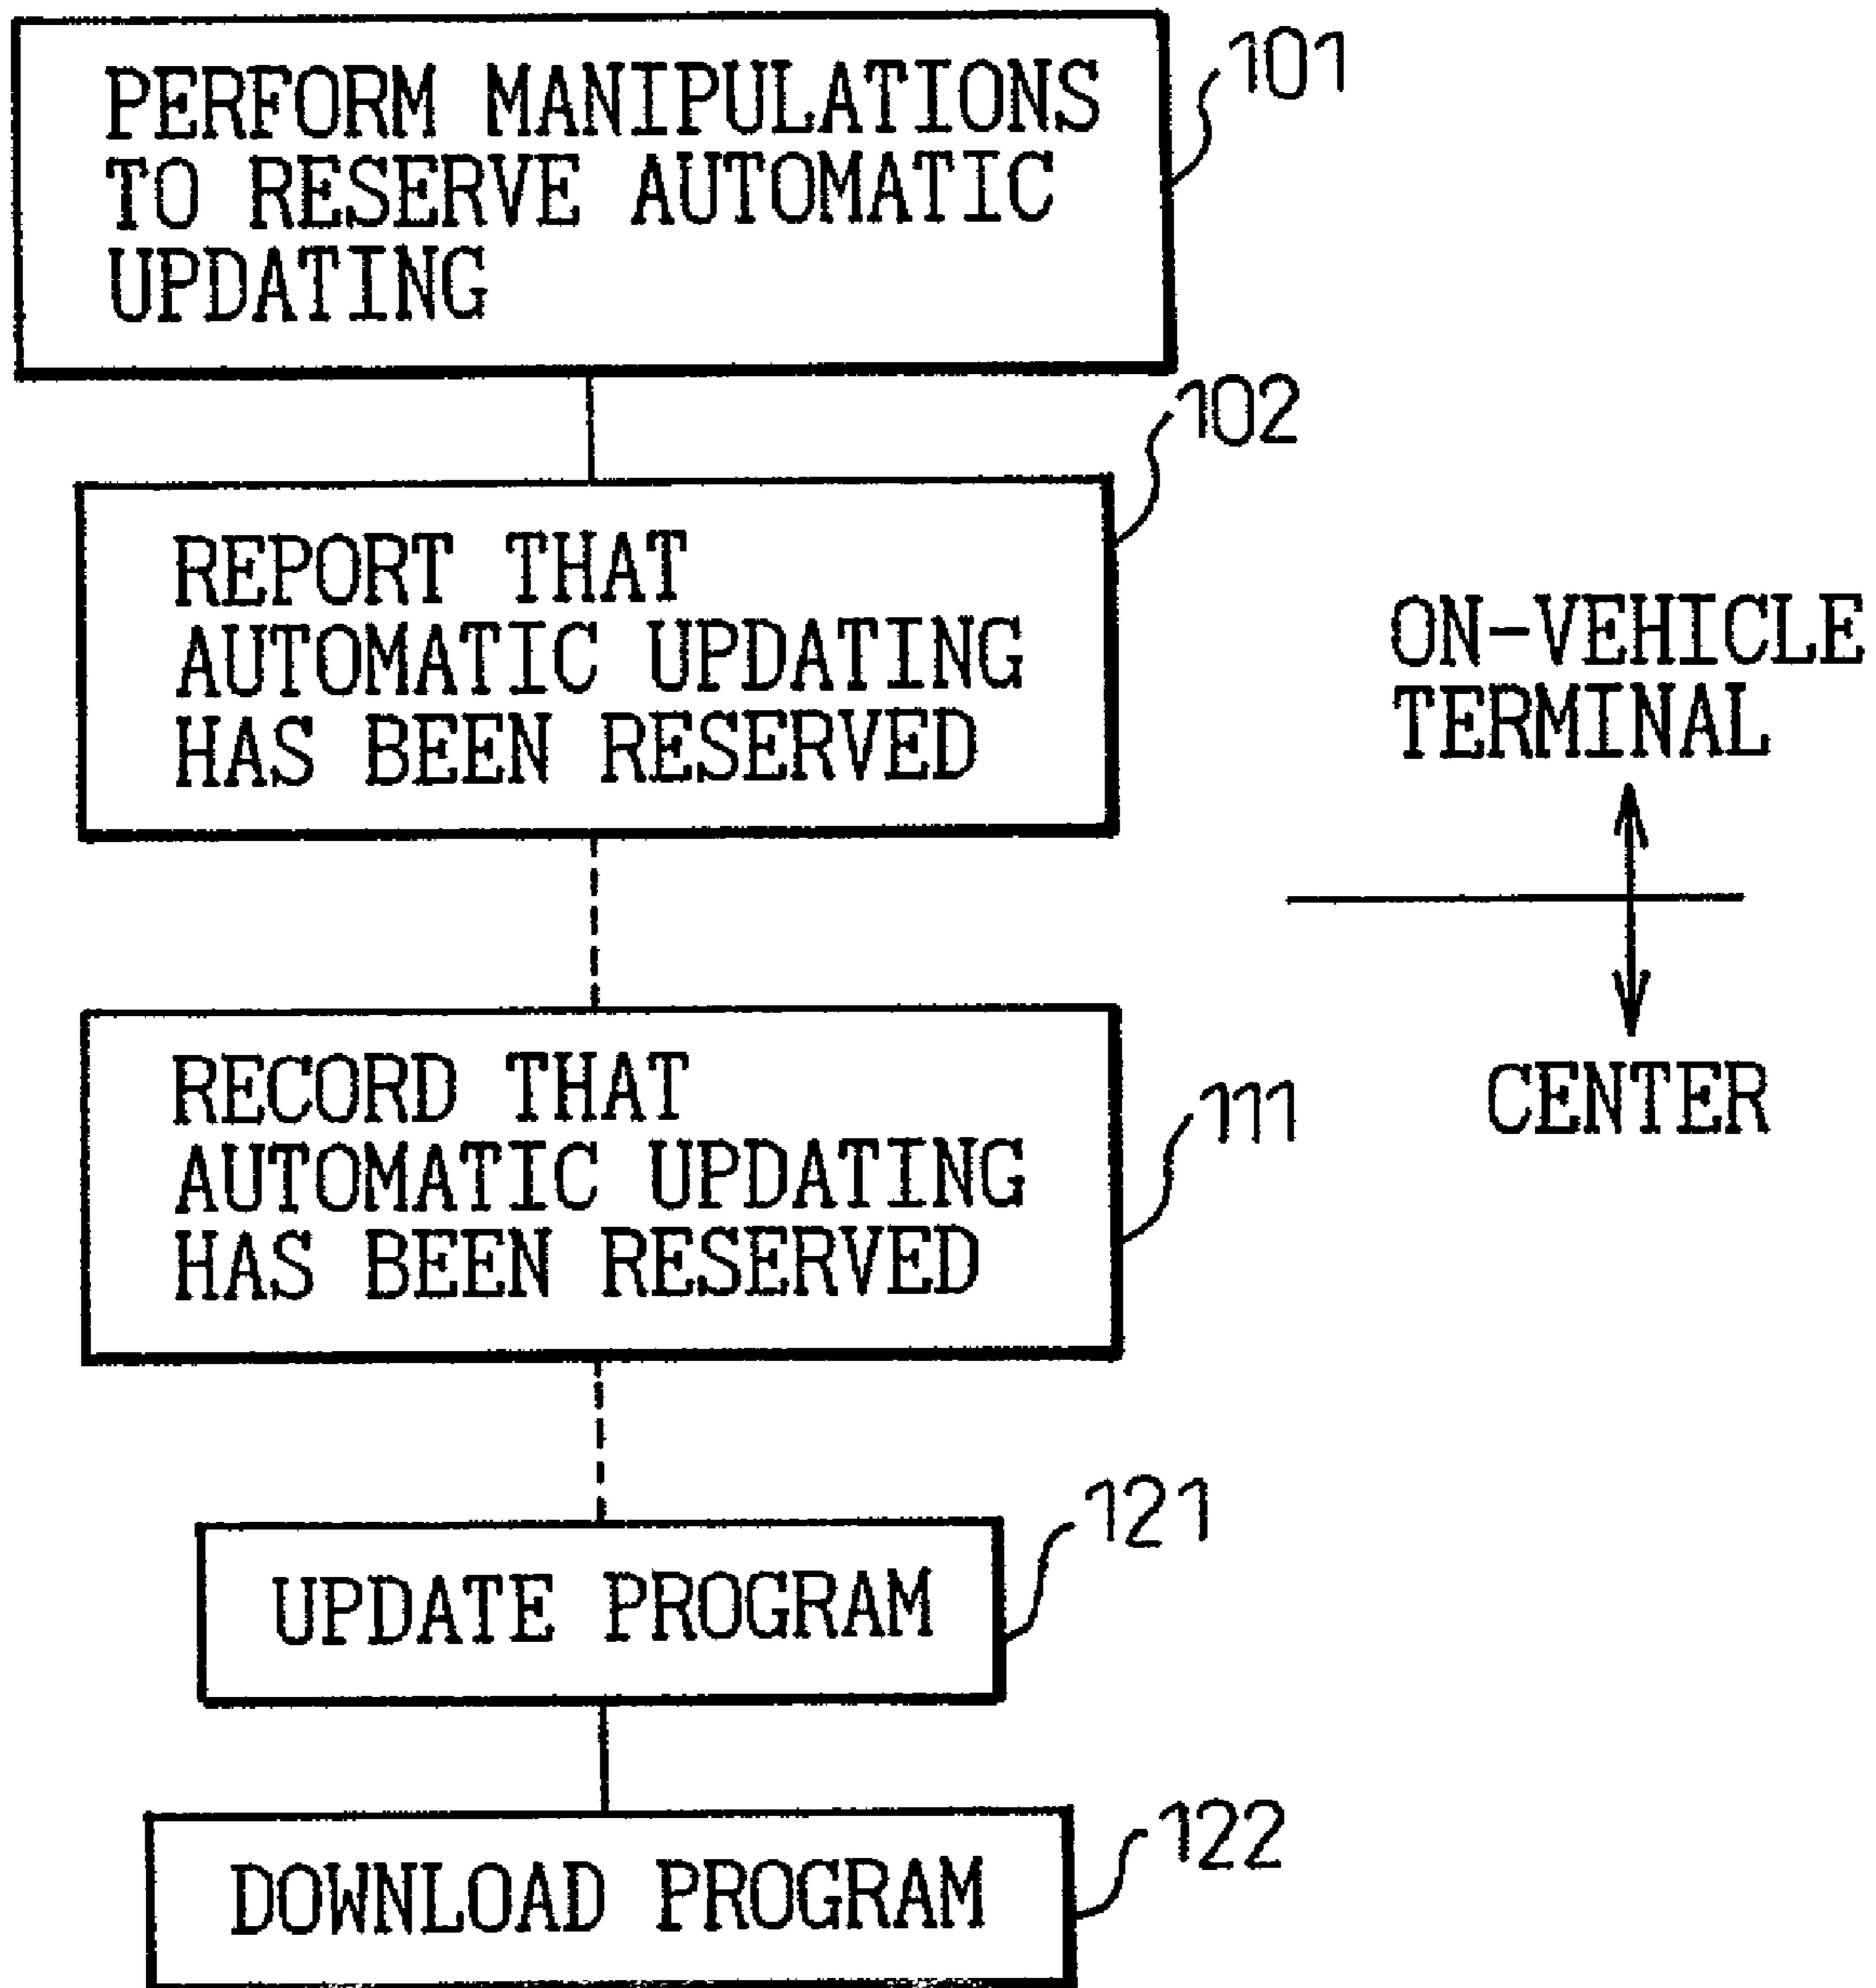 PERFORM MANIPULATIONS
TO RESERVE AUTOMATIC
UPDATING
101
102
REPORT THAT
AUTOMATIC UPDATING
HAS BEEN RESERVED
ON-VEHICLE
TERMINAL
CENTER
RECORD THAT
AUTOMATIC UPDATING
HAS BEEN RESERVED
111
121
UPDATE PROGRAM
122
DOWNLOAD PROGRAM